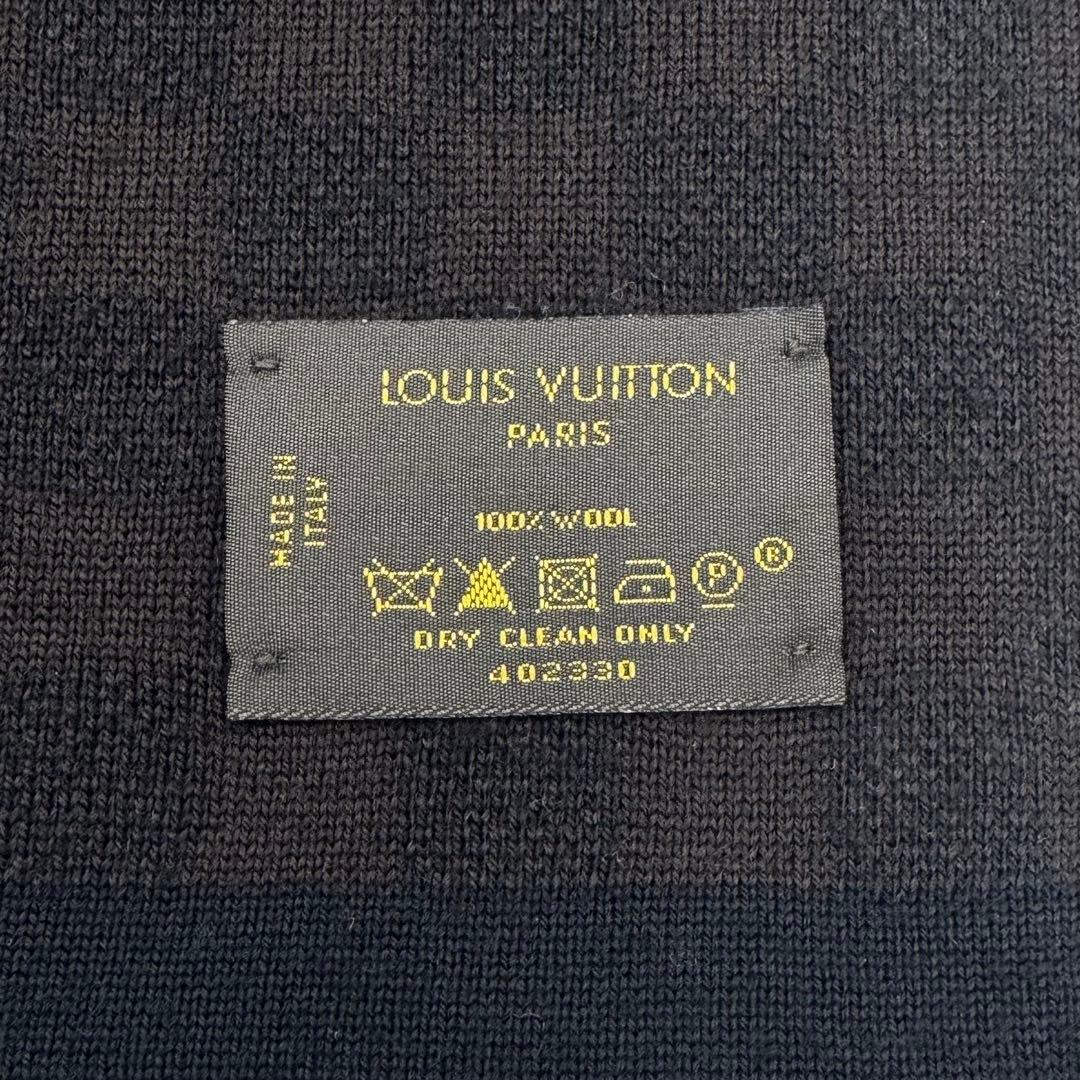 LOUIS VUITTON
PARIS
MADE IN
ITALY
100% WOOL
P ®
DRY CLEAN ONLY
402330